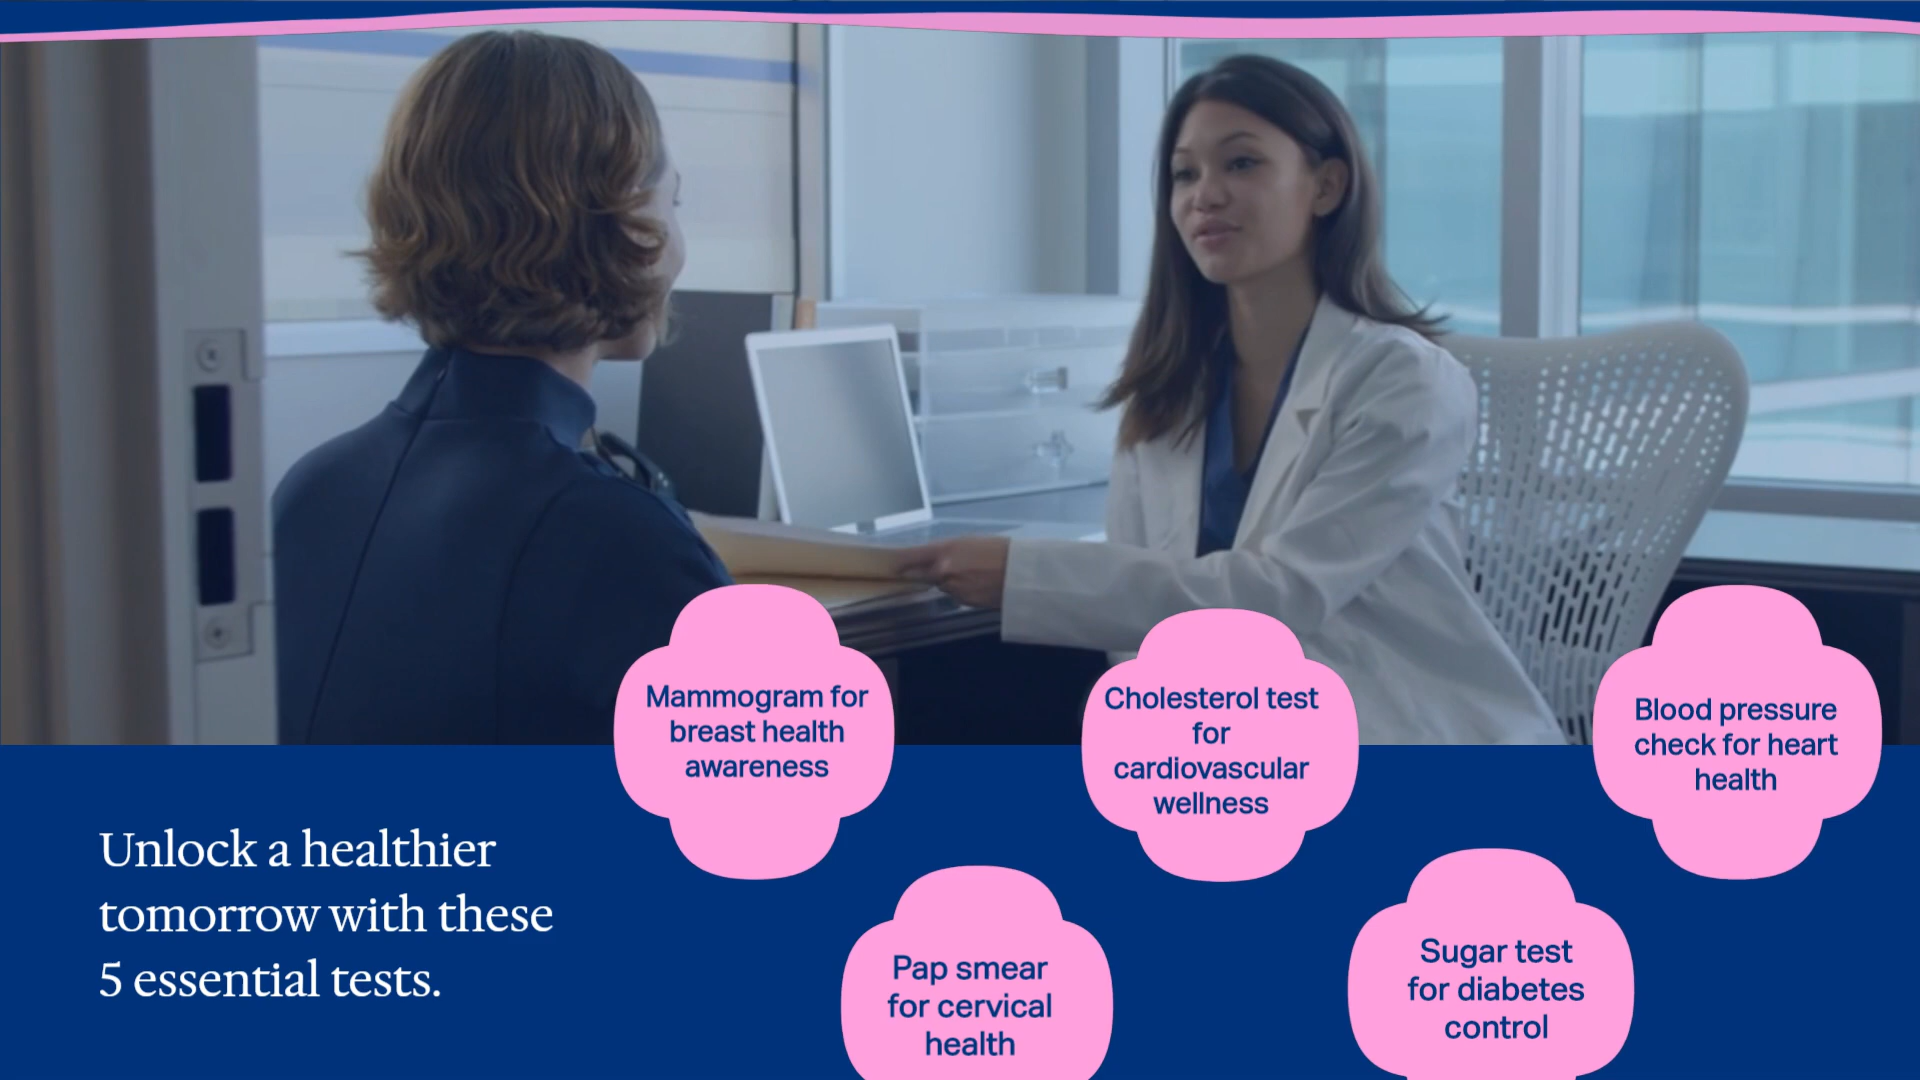 Mammogram for
breast health
awareness
Cholesterol test
for
cardiovascular
wellness
Blood pressure
check for heart
health
Unlock a healthier
tomorrow with these
5 essential tests.
Pap smear
for cervical
health
Sugar test
for diabetes
control